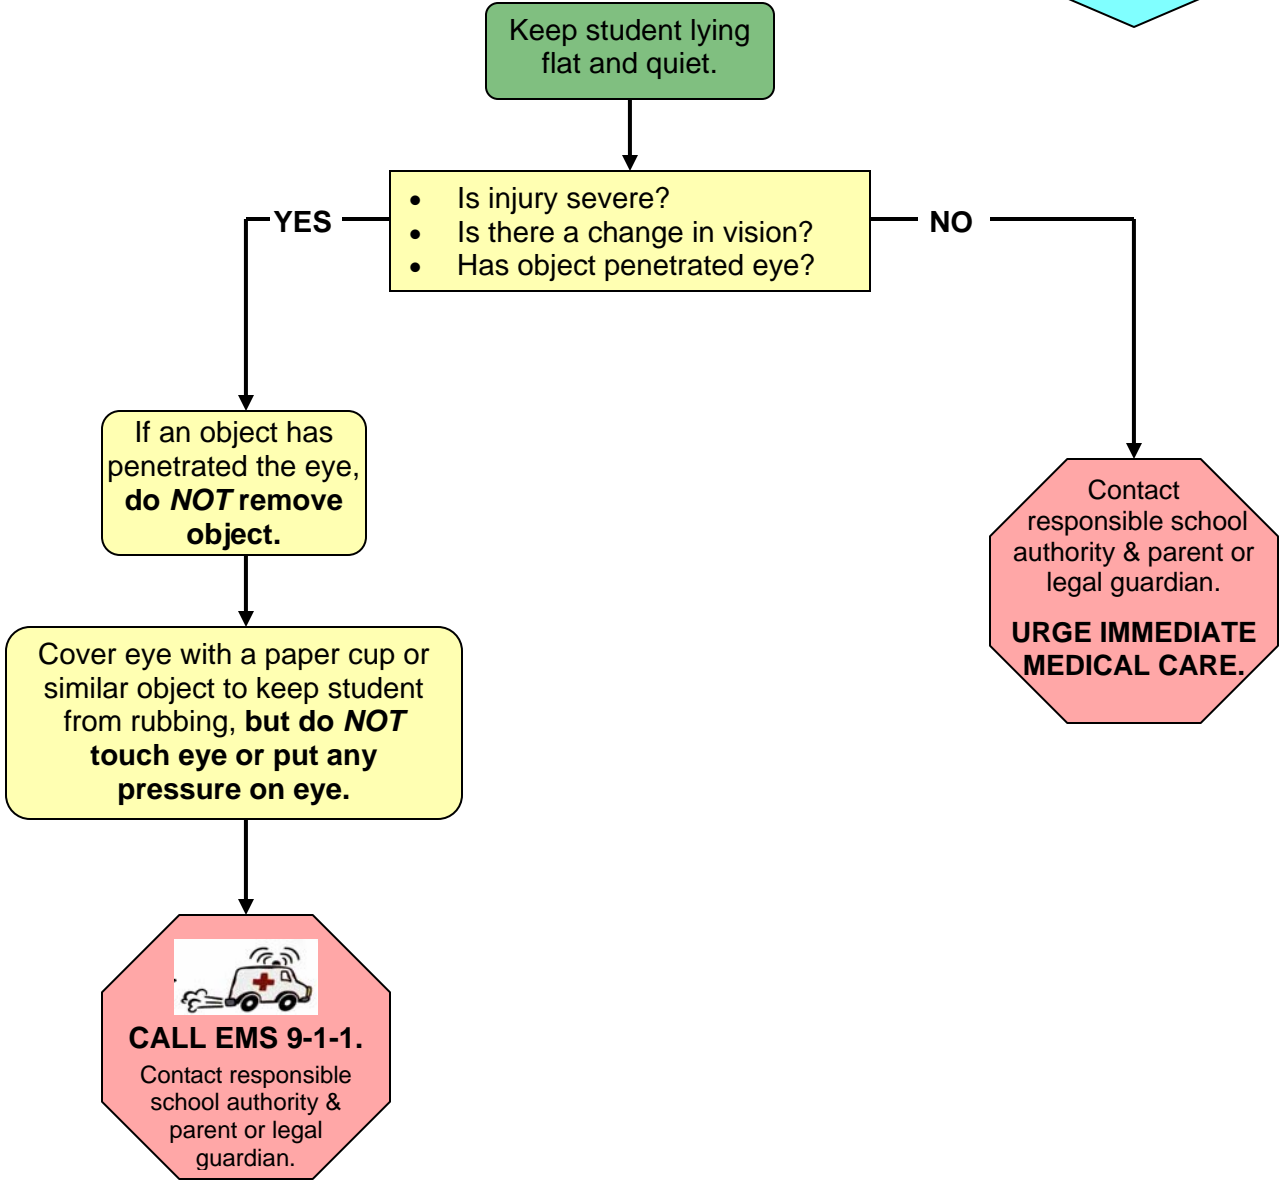 Keep student lying
flat and quiet.
• Is injury severe?
• Is there a change in vision?
• Has object penetrated eye?
YES
NO
If an object has
penetrated the eye,
do NOT remove
object.
Cover eye with a paper cup or
similar object to keep student
from rubbing, but do NOT
touch eye or put any
pressure on eye.
CALL EMS 9-1-1.
Contact responsible
school authority &
parent or legal
guardian.
Contact
responsible school
authority & parent or
legal guardian.
URGE IMMEDIATE
MEDICAL CARE.